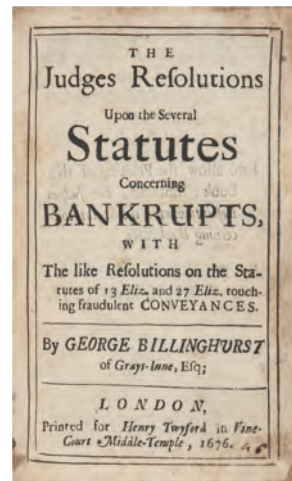 THE
Judges Resolutions
Upon the Several
Statutes
Concerning
BANKRUPTS,
WITH
The like Resolutions on the Sta-
tutes of 13 Eliz. and 27 Eliz. touch-
ing fraudulent CONVEYANCES.
By GEORGE BILLINGHURST
of Grays-Inne, Esq;
LONDON,
Printed for Henry Twyford in Vine-
Court Middle-Temple, 1676.